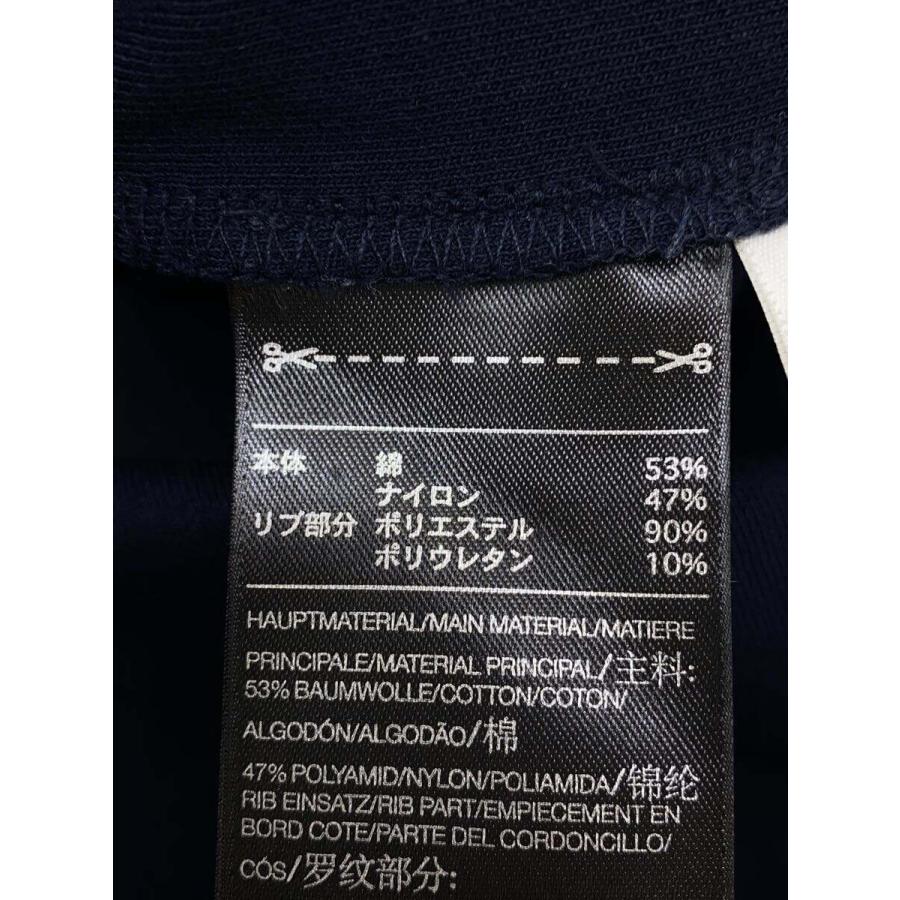 本体 綿 53%
ナイロン 47%
リブ部分 ポリエステル 90%
ポリウレタン 10%
HAUPTMATERIAL/MAIN MATERIAL/MATIERE
PRINCIPALE/MATERIAL PRINCIPAL/主料:
53% BAUMWOLLE/COTTON/COTON/
ALGODÓN/ALGODÃO/棉
47% POLYAMID/NYLON/POLIAMIDA/锦纶
RIB EINSATZ/RIB PART/EMPIECEMENT EN
BORD COTE/PARTE DEL CORDONCILLO/
CÓS/罗纹部分: